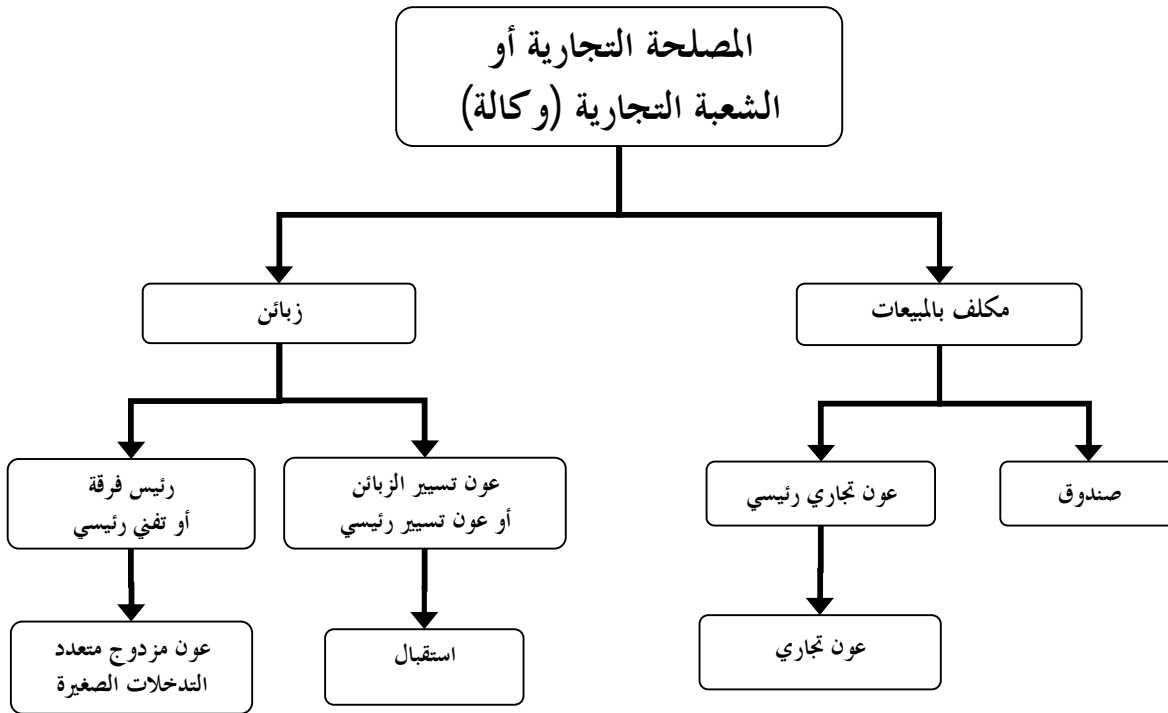 المصلحة التجارية أو
الشعبة التجارية (وكالة)
مكلف بالمبيعات
زبائن
صندوق
عون تجاري رئيسي
عون تسيير الزبائن
أو عون تسيير رئيسي
رئيس فرقة
أو تفني رئيسي
عون تجاري
استقبال
عون مزدوج متعدد
التدخلات الصغيرة